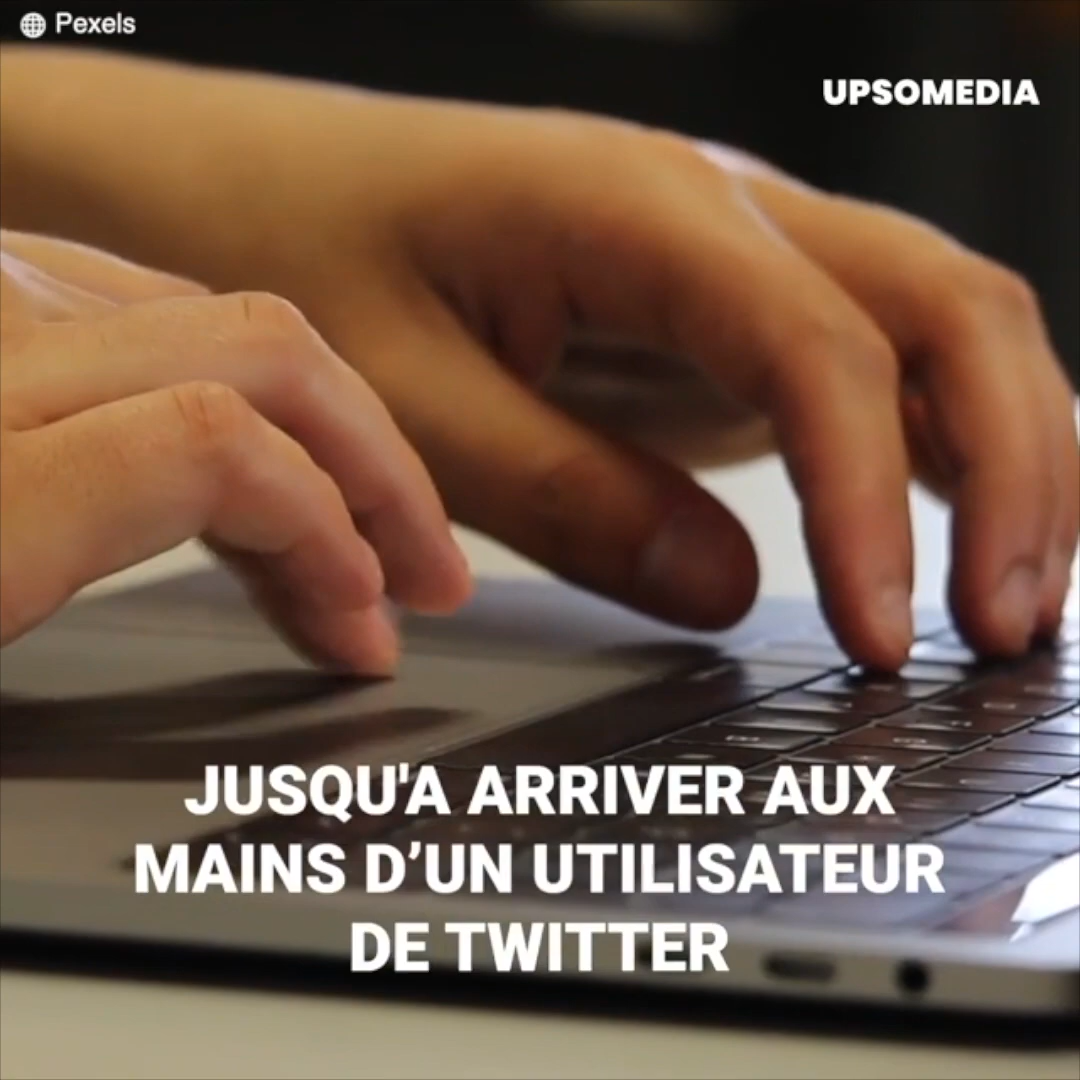 Pexels
UPSOMEDIA
JUSQU'A ARRIVER AUX
MAINS D’UN UTILISATEUR
DE TWITTER